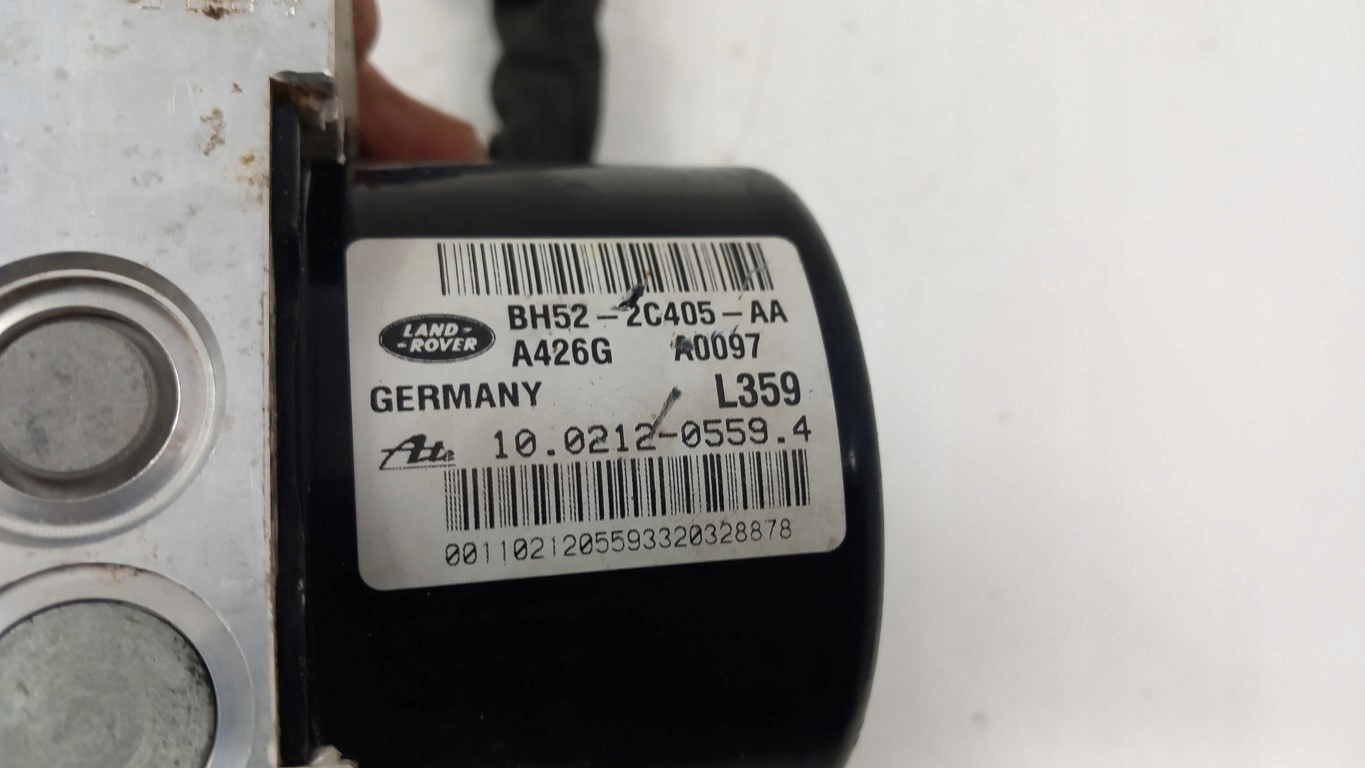 BH52-2C405-AA
LAND-
-ROVER
A426G A0097
GERMANY L359
Ate 10.0212-0559.4
0011021205593320328878